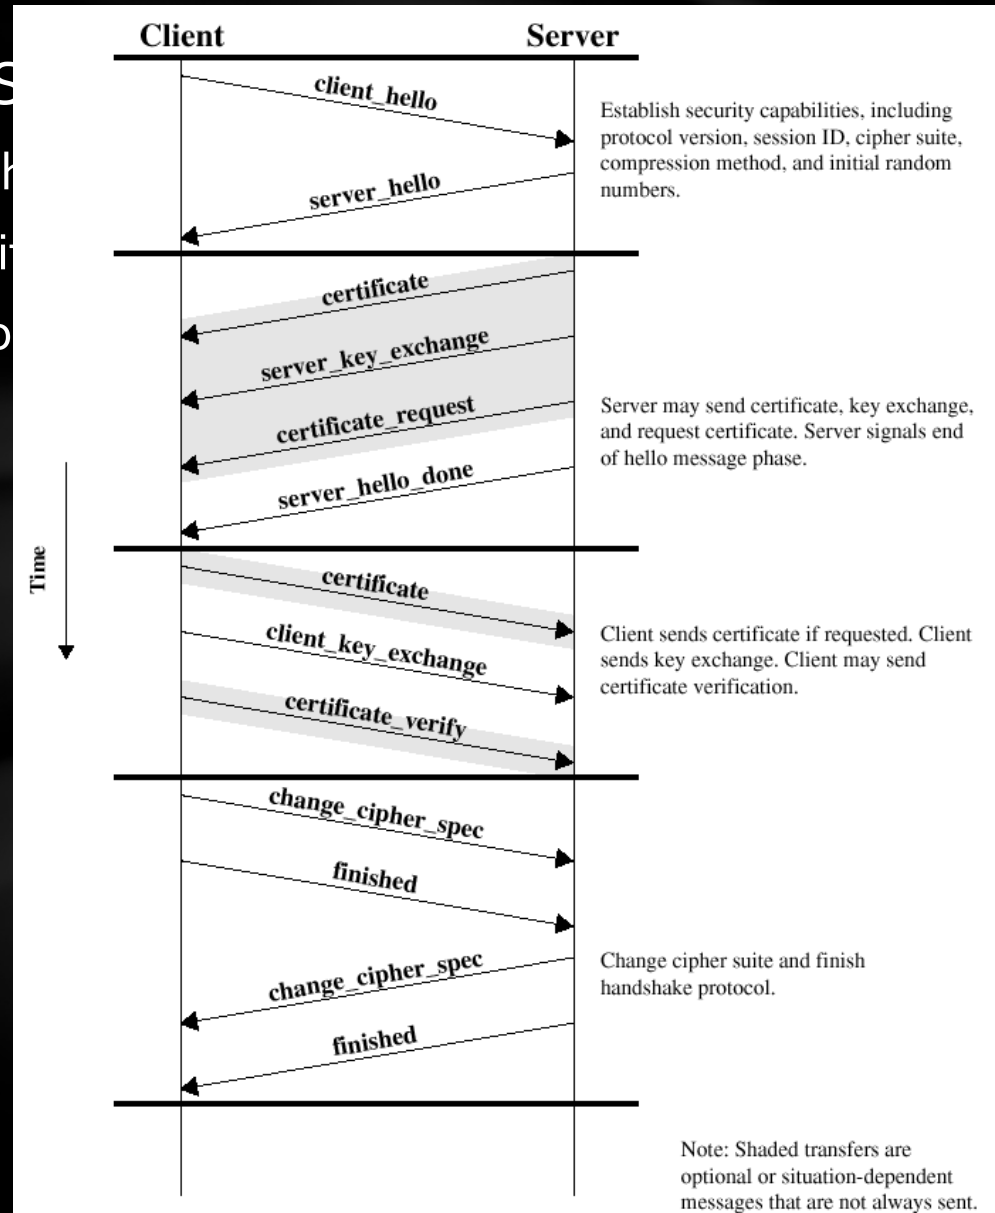 Client Server
client_hello
Establish security capabilities, including
protocol version, session ID, cipher suite,
compression method, and initial random
numbers.
server_hello
certificate
server_key_exchange
certificate_request
Server may send certificate, key exchange,
and request certificate. Server signals end
of hello message phase.
server_hello_done
Time
certificate
client_key_exchange
Client sends certificate if requested. Client
sends key exchange. Client may send
certificate verification.
certificate_verify
change_cipher_spec
finished
change_cipher_spec
Change cipher suite and finish
handshake protocol.
finished
Note: Shaded transfers are
optional or situation-dependent
messages that are not always sent.